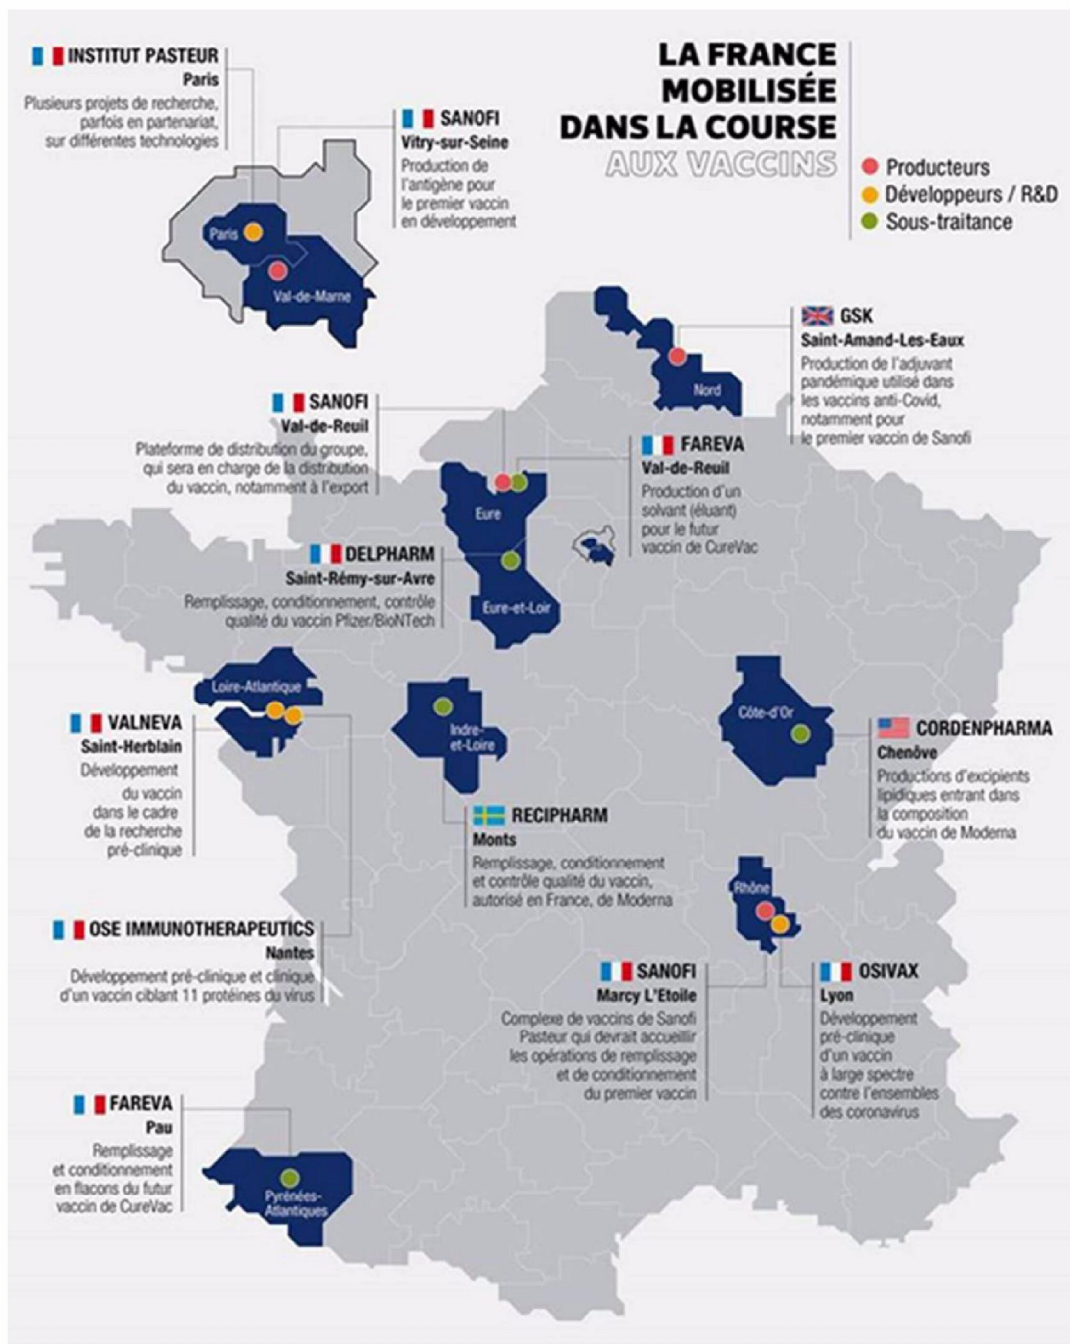 LA FRANCE
MOBILISÉE
DANS LA COURSE
AUX VACCINS
Producteurs
Développeurs / R&D
Sous-traitance
INSTITUT PASTEUR
Paris
Plusieurs projets de recherche,
parfois en partenariat,
sur différentes technologies
SANOFI
Vitry-sur-Seine
Production de
l'antigène pour
le premier vaccin
en développement
Paris
Val-de-Marne
GSK
Saint-Amand-Les-Eaux
Production de l'adjuvant
pandémique utilisé dans
les vaccins anti-Covid,
notamment pour
le premier vaccin de Sanofi
Nord
SANOFI
Val-de-Reuil
Plateforme de distribution du groupe,
qui sera en charge de la distribution
du vaccin, notamment à l'export
FAREVA
Val-de-Reuil
Production d'un
solvant (éluant)
pour le futur
vaccin de CureVac
Eure
DELPHARM
Saint-Rémy-sur-Avre
Remplissage, conditionnement, contrôle
qualité du vaccin Pfizer/BioNTech
Eure-et-Loir
Loire-Atlantique
VALNEVA
Saint-Herblain
Développement
du vaccin
dans le cadre
de la recherche
pré-clinique
Indre-
et-Loire
Côte-d'Or
CORDENPHARMA
Chenôve
Productions d'excipients
lipidiques entrant dans
la composition
du vaccin de Moderna
RECIPHARM
Monts
Remplissage, conditionnement
et contrôle qualité du vaccin,
autorisé en France, de Moderna
Rhône
OSE IMMUNOTHERAPEUTICS
Nantes
Développement pré-clinique et clinique
d'un vaccin ciblant 11 protéines du virus
SANOFI
Marcy L'Etoile
Complexe de vaccins de Sanofi
Pasteur qui devrait accueillir
les opérations de remplissage
et de conditionnement
du premier vaccin
OSIVAX
Lyon
Développement
pré-clinique
d'un vaccin
à large spectre
contre l'ensembles
des coronavirus
FAREVA
Pau
Remplissage
et conditionnement
en flacons du futur
vaccin de CureVac
Pyrénées-
Atlantiques